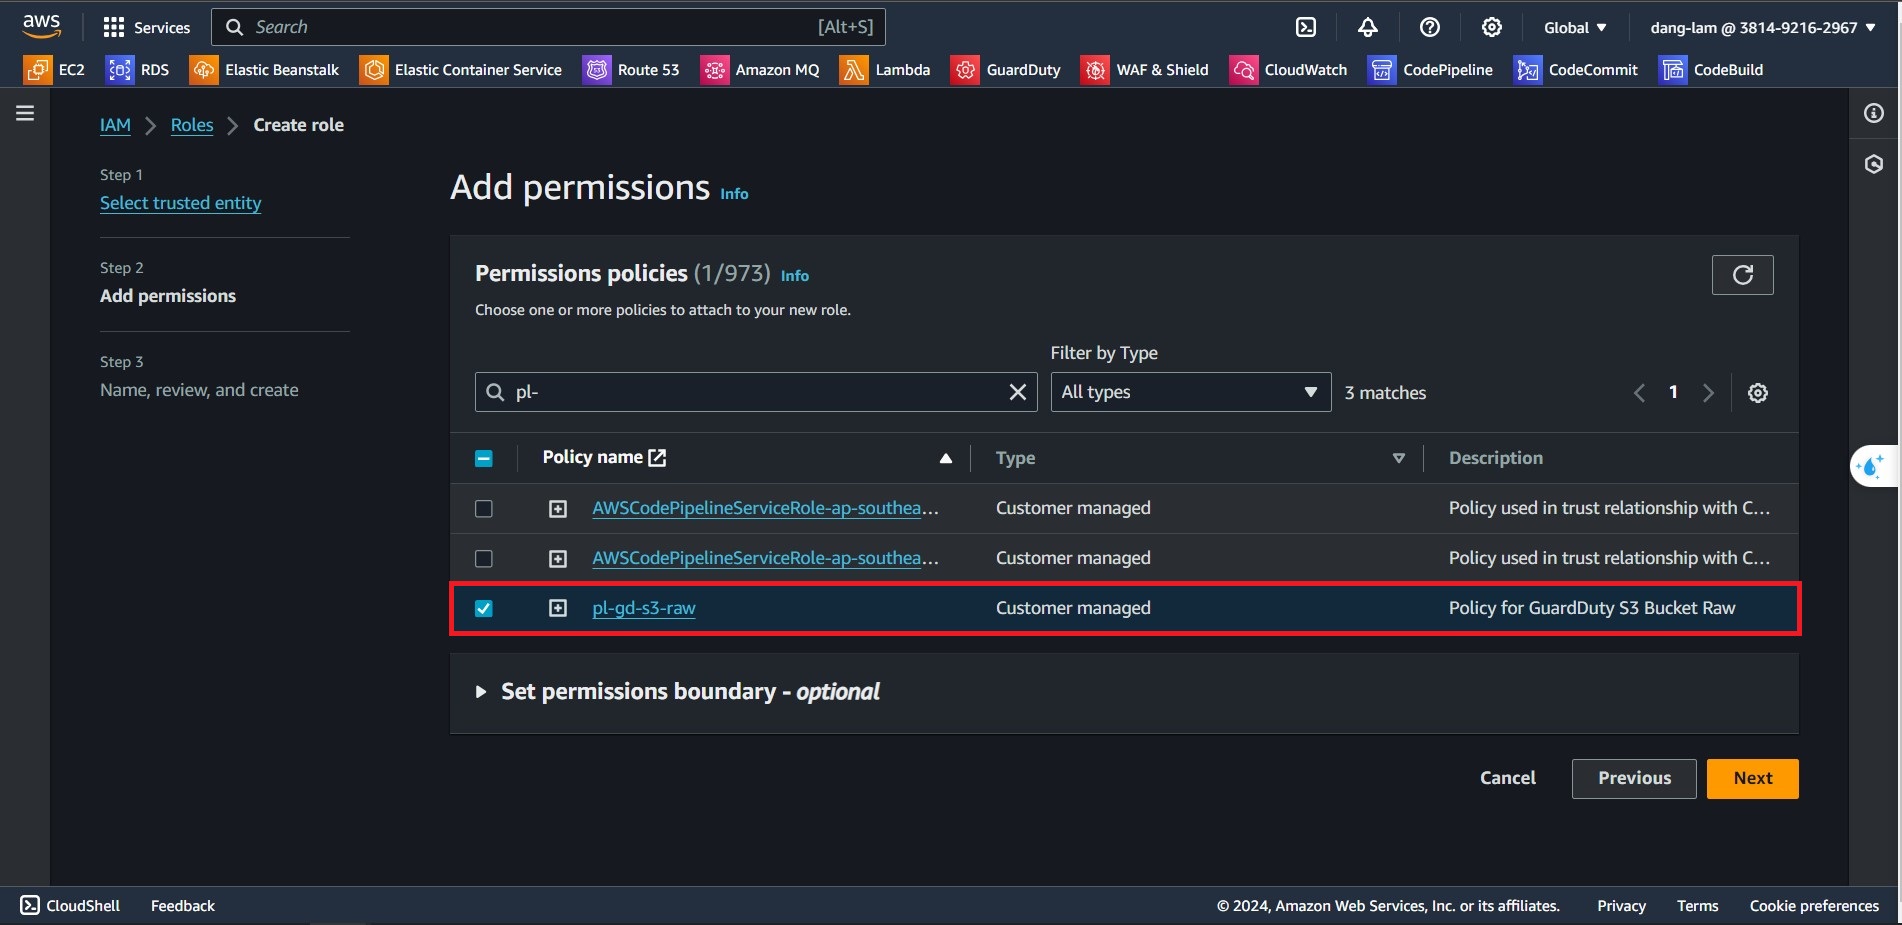 aws
Services
Search
[Alt+S]
Global
dang-lam @ 3814-9216-2967
EC2
RDS
Elastic Beanstalk
Elastic Container Service
Route 53
Amazon MQ
Lambda
GuardDuty
WAF & Shield
CloudWatch
CodePipeline
CodeCommit
CodeBuild
IAM
Roles
Create role
Step 1
Select trusted entity
Step 2
Add permissions
Step 3
Name, review, and create
Add permissions Info
Permissions policies (1/973) Info
Choose one or more policies to attach to your new role.
Filter by Type
pl-
All types
3 matches
1
Policy name
Type
Description
AWSCodePipelineServiceRole-ap-southea...
Customer managed
Policy used in trust relationship with C...
AWSCodePipelineServiceRole-ap-southea...
Customer managed
Policy used in trust relationship with C...
pl-gd-s3-raw
Customer managed
Policy for GuardDuty S3 Bucket Raw
Set permissions boundary - optional
Cancel
Previous
Next
CloudShell
Feedback
© 2024, Amazon Web Services, Inc. or its affiliates.
Privacy
Terms
Cookie preferences